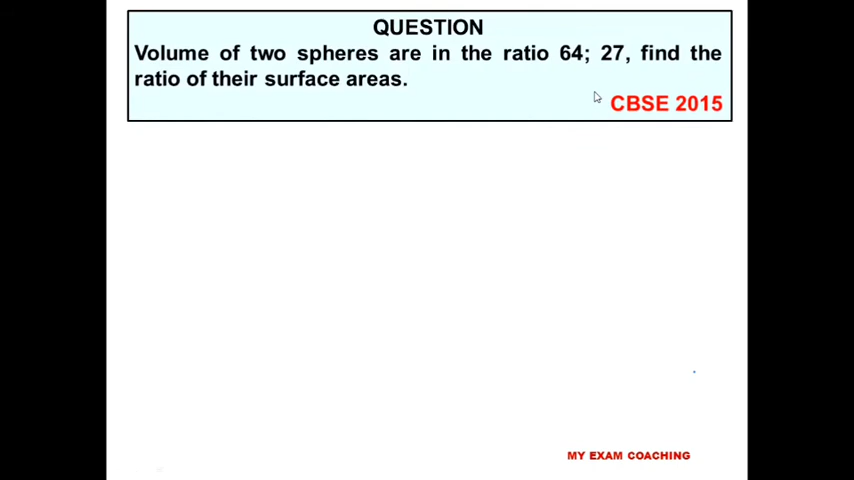 QUESTION
Volume of two spheres are in the ratio 64; 27, find the
ratio of their surface areas.
CBSE 2015
MY EXAM COACHING